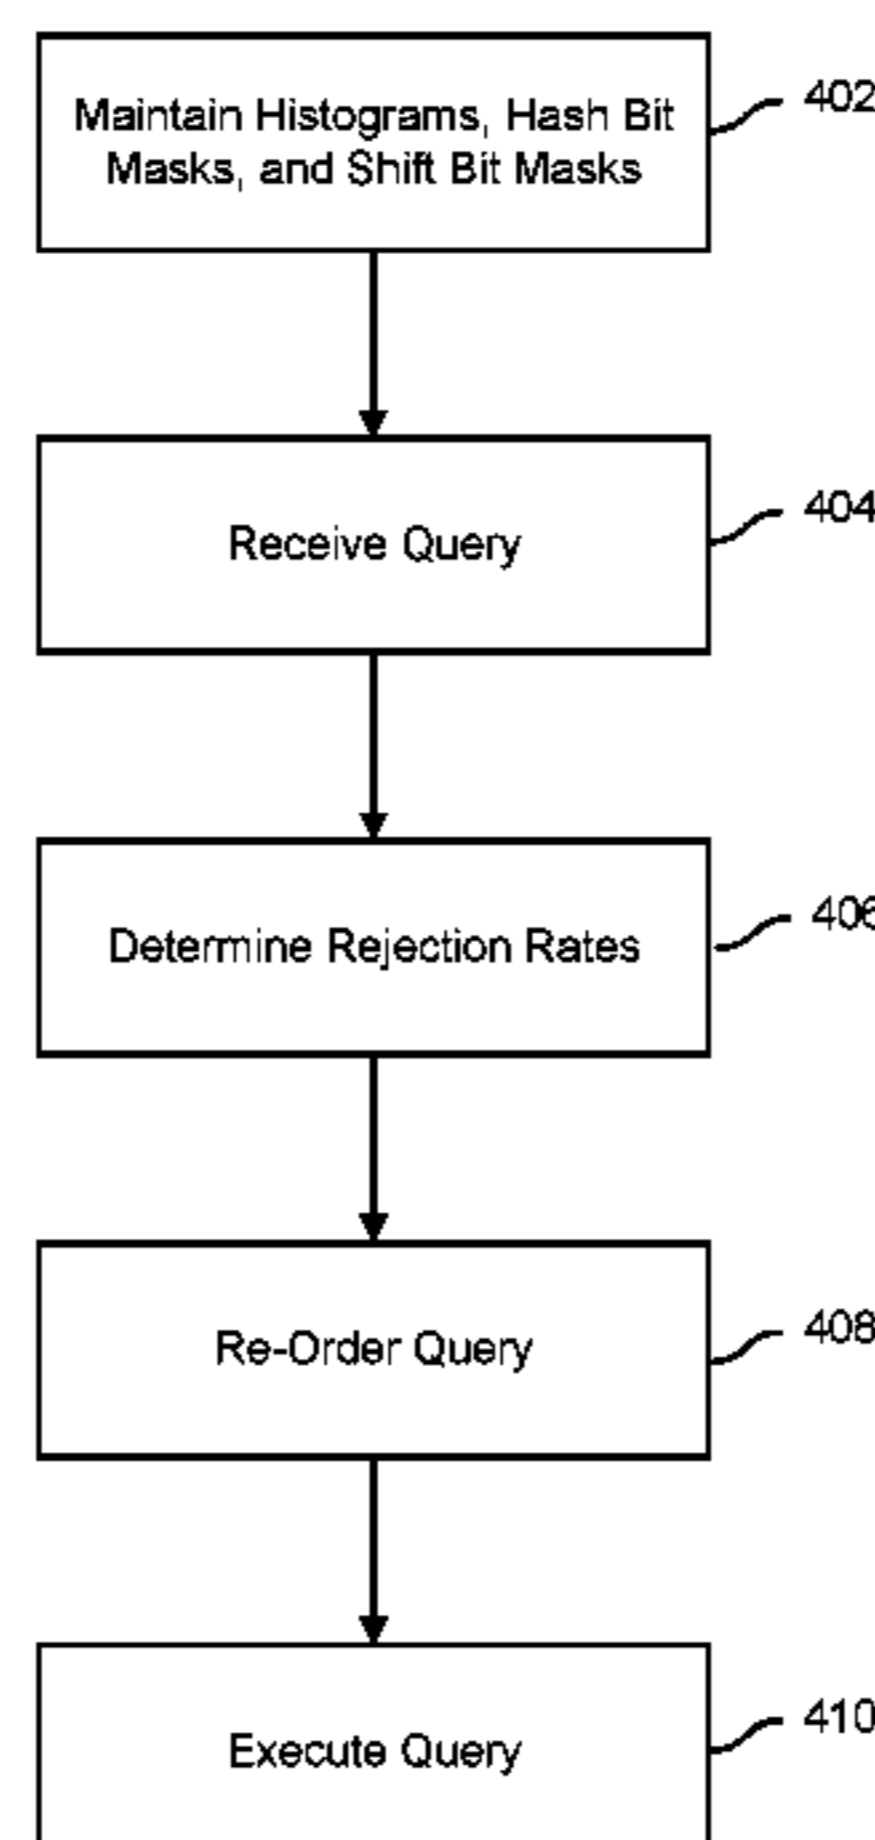 Maintain Histograms, Hash Bit
Masks, and Shift Bit Masks
402
Receive Query
404
Determine Rejection Rates
406
Re-Order Query
408
Execute Query
410